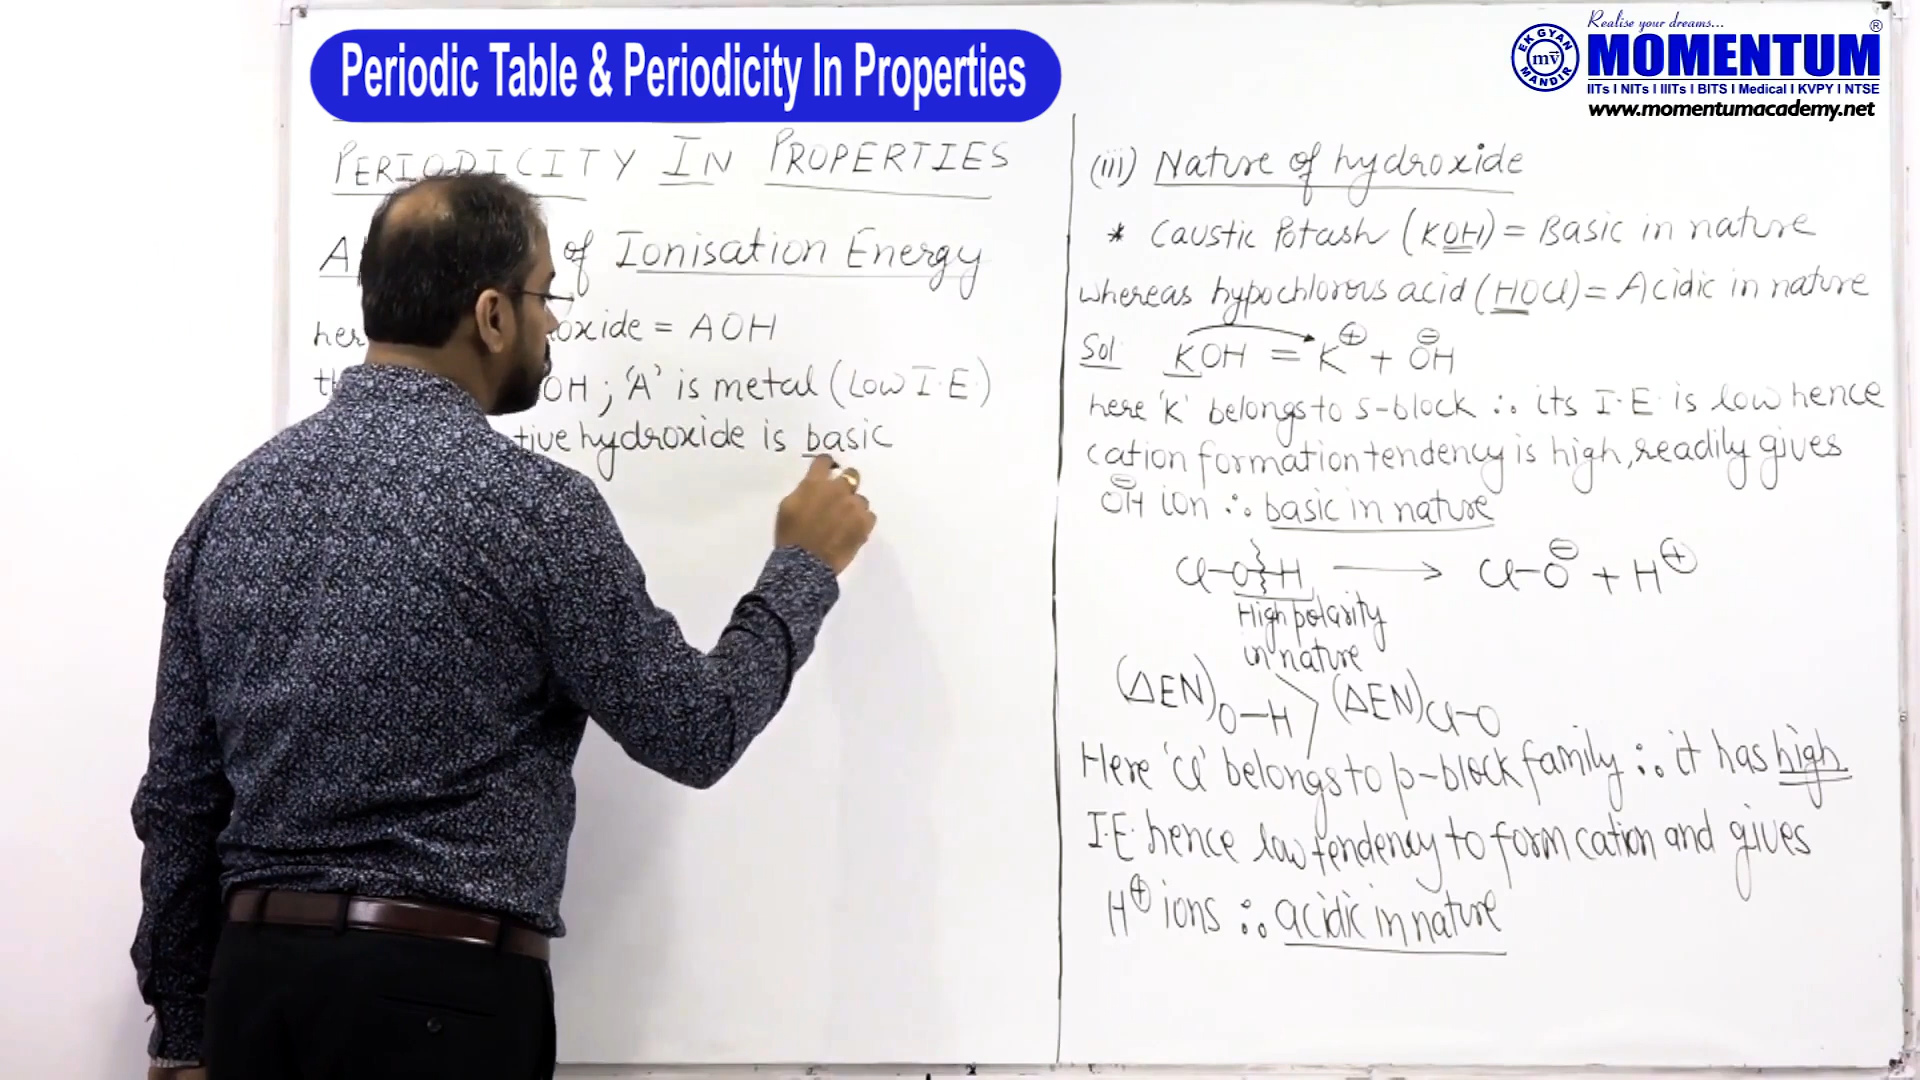 Periodic Table & Periodicity In Properties
Realise your dreams...
EK GYAN MANDIR
mv
MOMENTUM®
IITs I NITs I IIITs I BITS I Medical I KVPY I NTSE
www.momentumacademy.net
PERIODICITY IN PROPERTIES
of Ionisation Energy
= AOH
OH ; 'A' is metal (Low I.E.)
hydroxide is basic
(iii) Nature of hydroxide
* Caustic Potash (KOH) = Basic in nature
whereas hypochlorous acid (HOCl) = Acidic in nature
Sol. KOH = K⊕ + ⊖OH
here 'K' belongs to s-block ∴ its I.E. is low hence
cation formation tendency is high, readily gives
⊖OH ion ∴ basic in nature
Cl-O-H ⟶ Cl-O⊖ + H⊕
High polarity
in nature
(ΔEN)O-H > (ΔEN)Cl-O
Here 'Cl' belongs to p-block family ∴ it has high
I.E. hence low tendency to form cation and gives
H⊕ ions ∴ acidic in nature